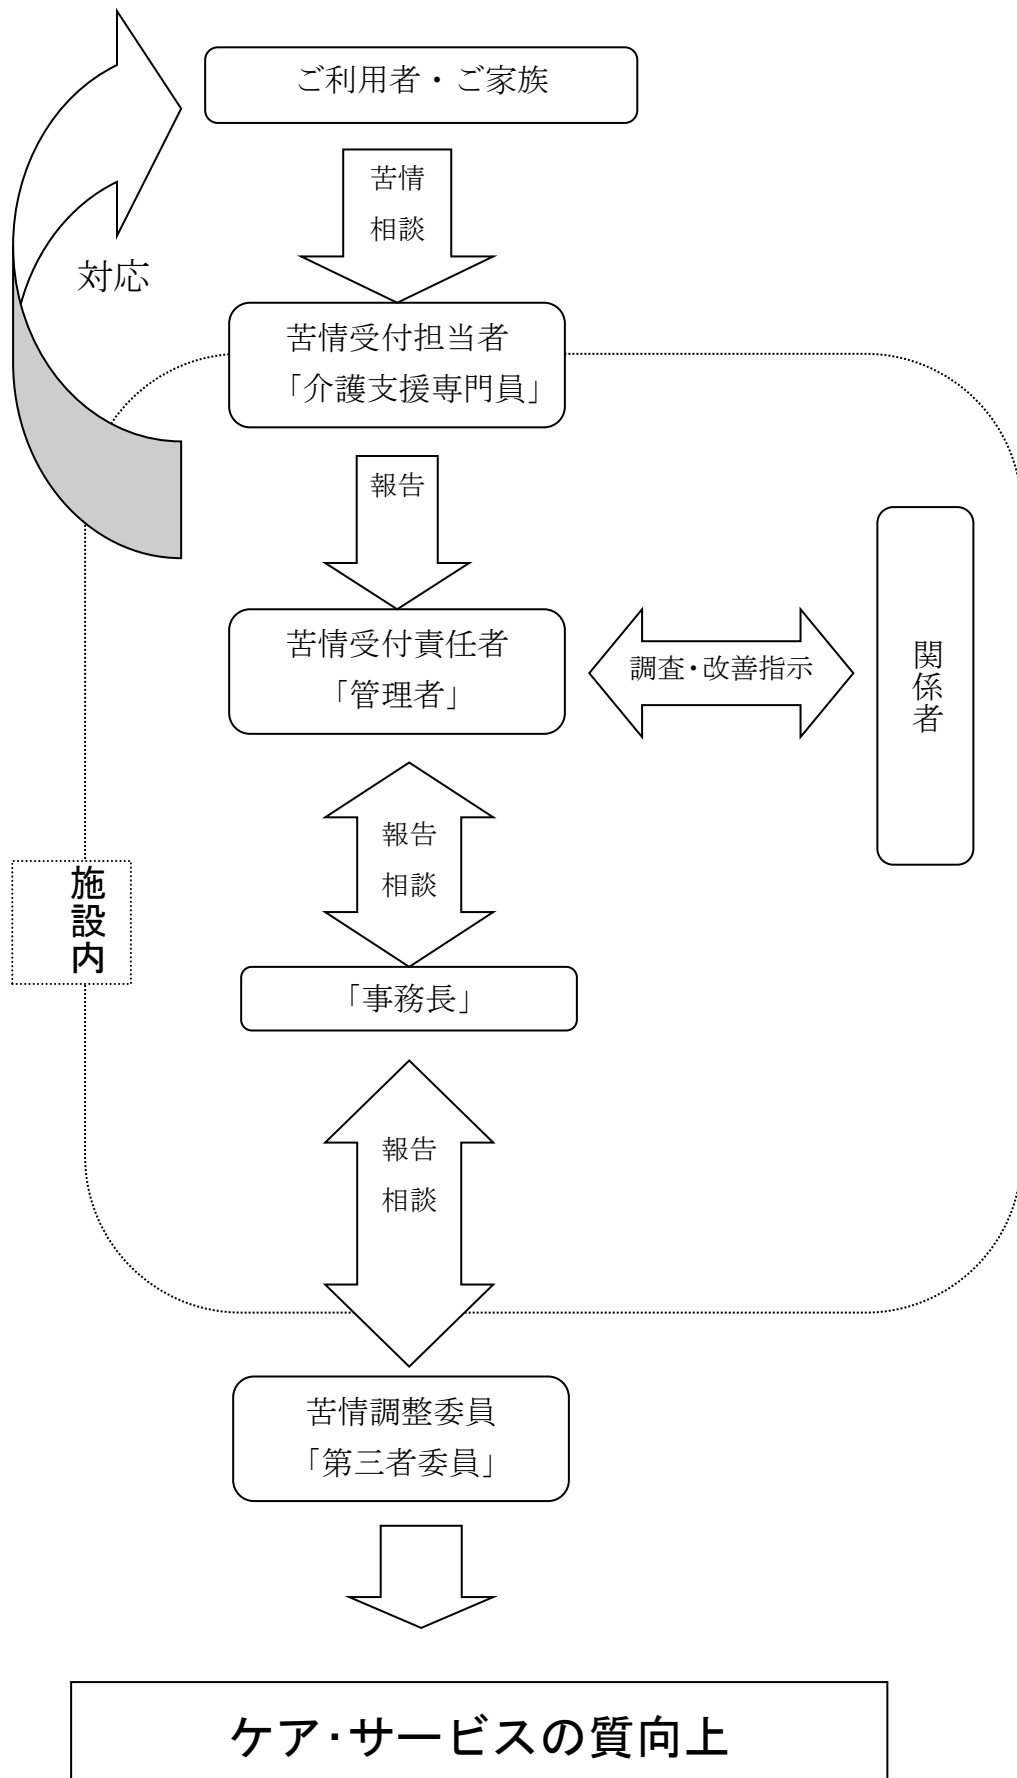 ご利用者・ご家族
苦情
相談
対応
苦情受付担当者
「介護支援専門員」
報告
苦情受付責任者
「管理者」
調査・改善指示
関係者
報告
相談
施設内
「事務長」
報告
相談
苦情調整委員
「第三者委員」
ケア・サービスの質向上